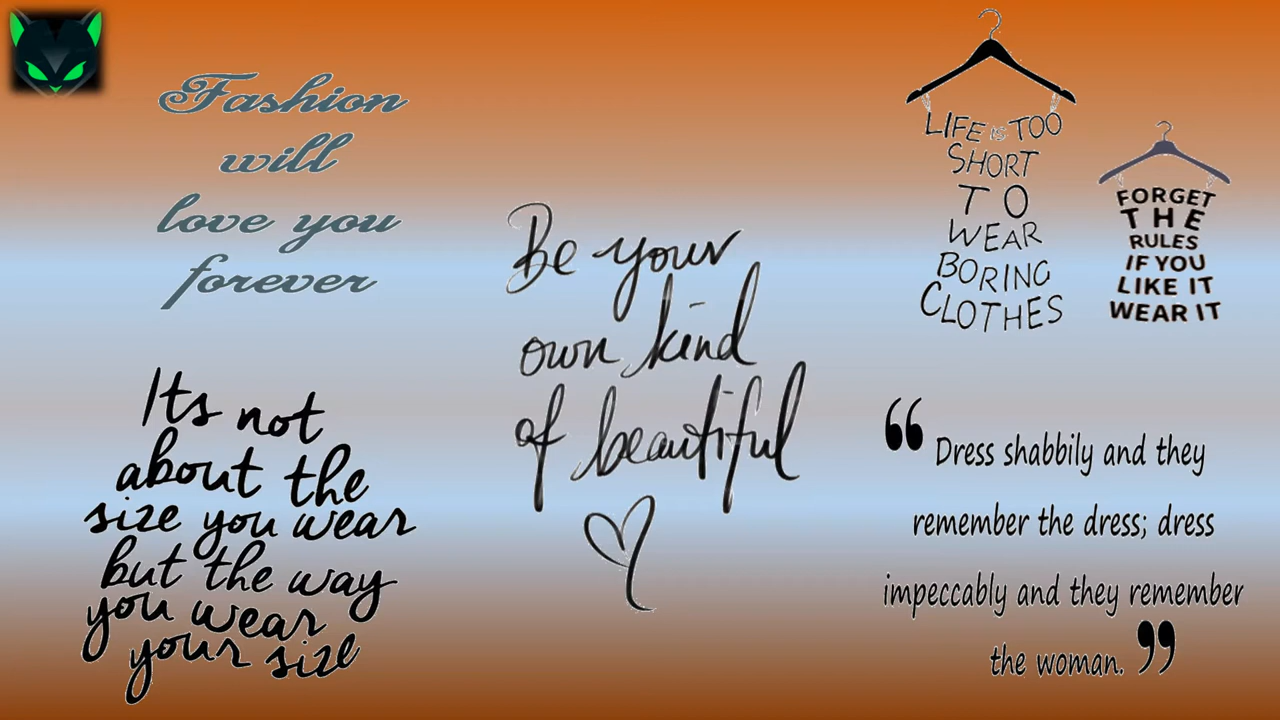 Fashion
will
love you
forever
Its not
about the
size you wear
but the way
you wear
your size
Be your
own kind
of beautiful
LIFE is TOO
SHORT
TO
WEAR
BORING
CLOTHES
FORGET
THE
RULES
IF YOU
LIKE IT
WEAR IT
“ Dress shabbily and they
remember the dress; dress
impeccably and they remember
the woman. ”